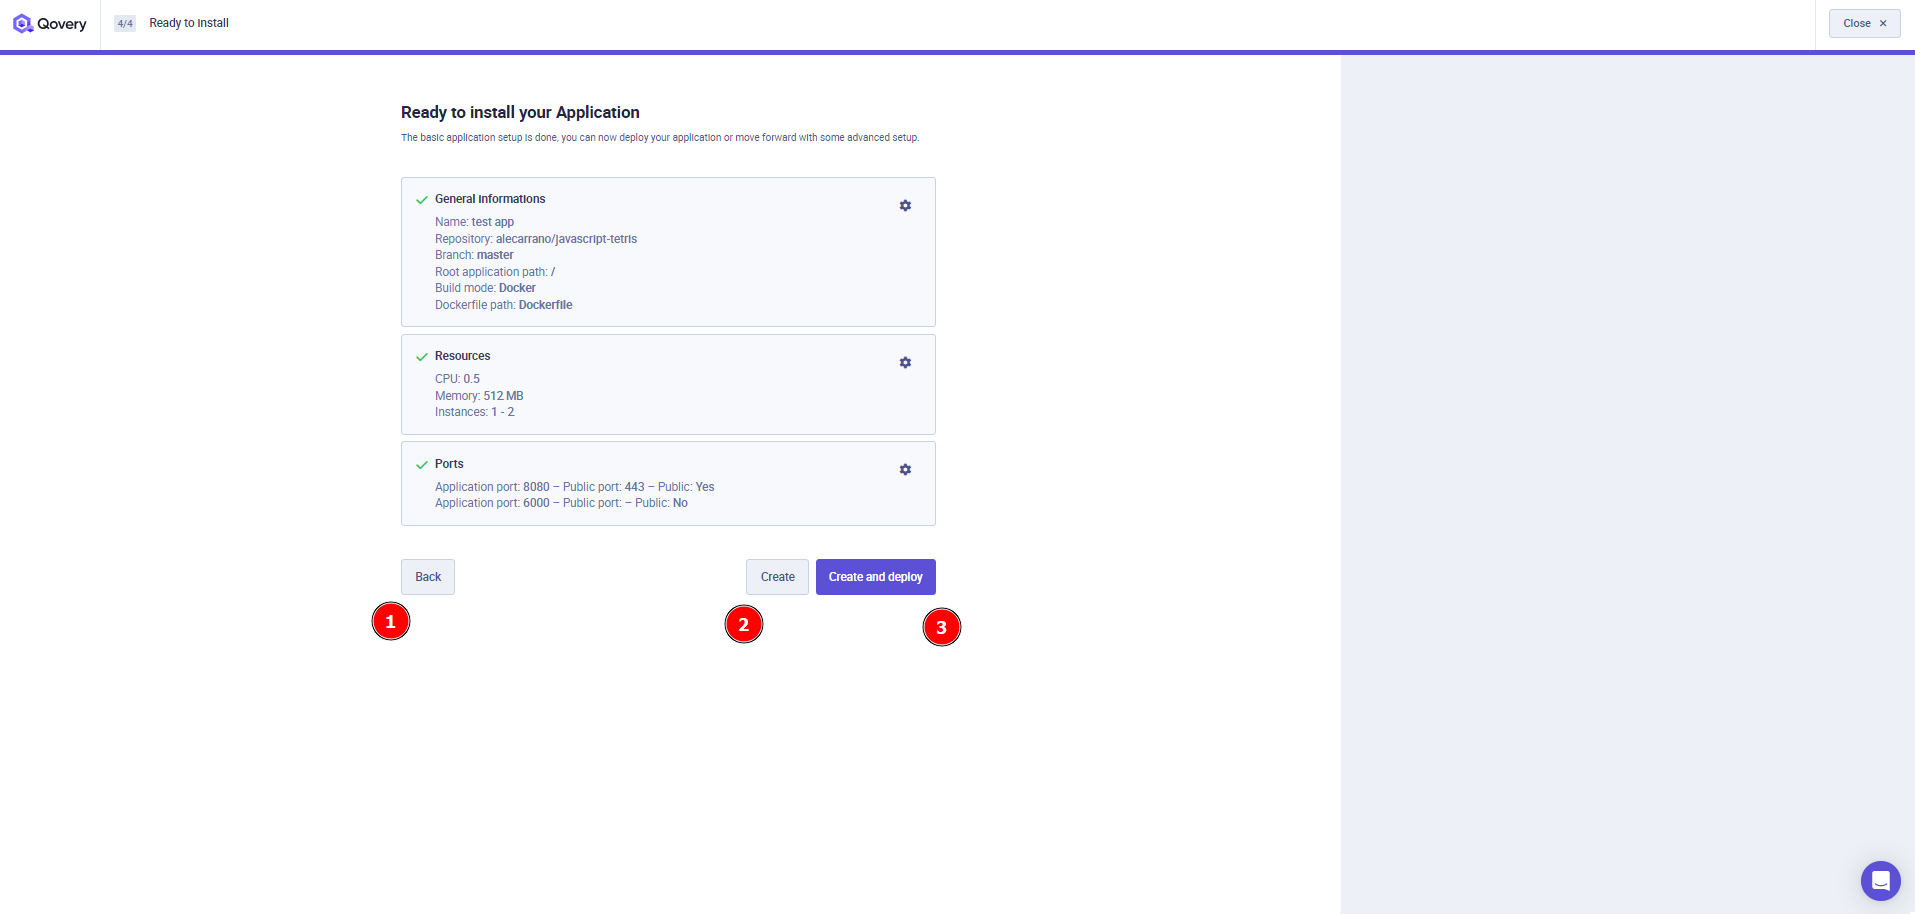 Qovery
4/4
Ready to install
Close ×
Ready to install your Application
The basic application setup is done, you can now deploy your application or move forward with some advanced setup.
General informations
Name: test app
Repository: alecarrano/javascript-tetris
Branch: master
Root application path: /
Build mode: Docker
Dockerfile path: Dockerfile
Resources
CPU: 0.5
Memory: 512 MB
Instances: 1 - 2
Ports
Application port: 8080 – Public port: 443 – Public: Yes
Application port: 6000 – Public port: – Public: No
Back
Create
Create and deploy
1
2
3